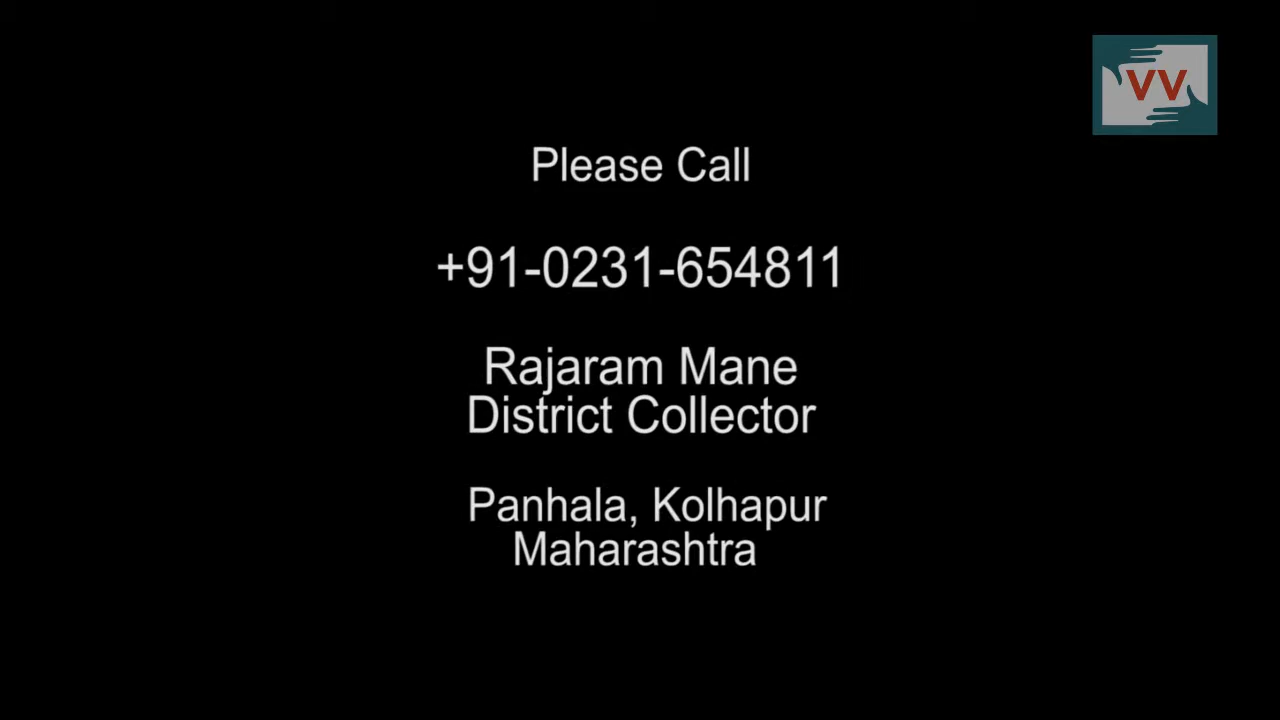 VV
Please Call
+91-0231-654811
Rajaram Mane
District Collector
Panhala, Kolhapur
Maharashtra